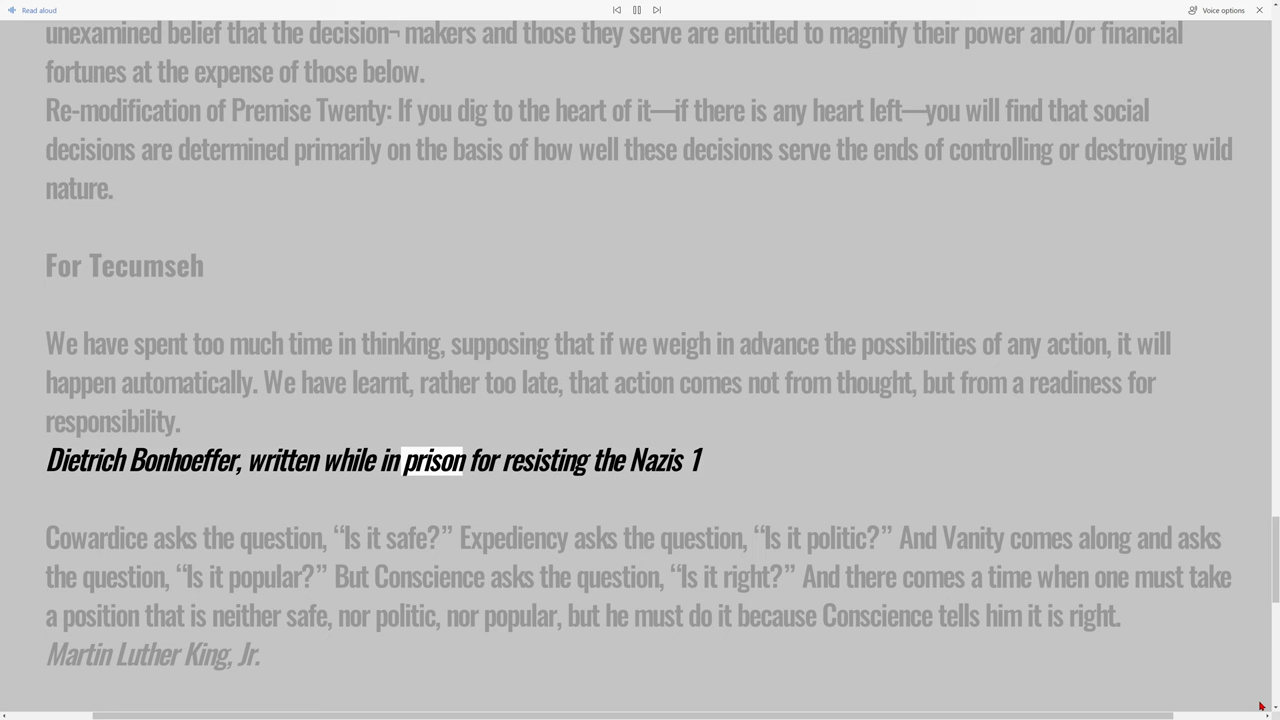 Read aloud
Voice options
unexamined belief that the decision¬ makers and those they serve are entitled to magnify their power and/or financial
fortunes at the expense of those below.
Re-modification of Premise Twenty: If you dig to the heart of it—if there is any heart left—you will find that social
decisions are determined primarily on the basis of how well these decisions serve the ends of controlling or destroying wild
nature.
For Tecumseh
We have spent too much time in thinking, supposing that if we weigh in advance the possibilities of any action, it will
happen automatically. We have learnt, rather too late, that action comes not from thought, but from a readiness for
responsibility.
Dietrich Bonhoeffer, written while in prison for resisting the Nazis 1
Cowardice asks the question, “Is it safe?” Expediency asks the question, “Is it politic?” And Vanity comes along and asks
the question, “Is it popular?” But Conscience asks the question, “Is it right?” And there comes a time when one must take
a position that is neither safe, nor politic, nor popular, but he must do it because Conscience tells him it is right.
Martin Luther King, Jr.